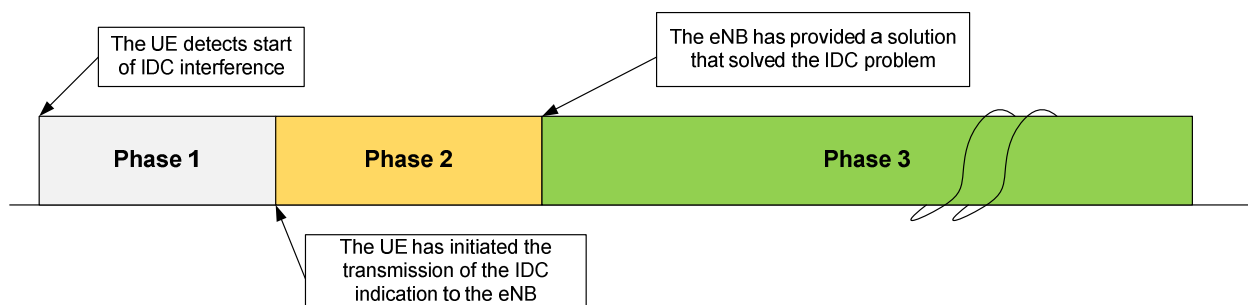 The UE detects start
of IDC interference
The eNB has provided a solution
that solved the IDC problem
Phase 1
Phase 2
Phase 3
The UE has initiated the
transmission of the IDC
indication to the eNB